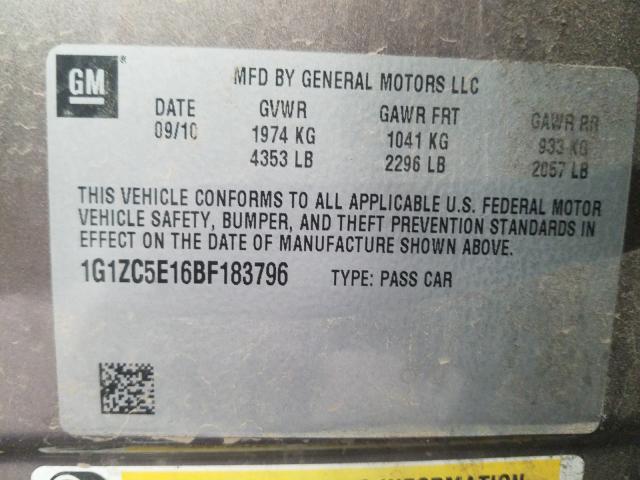 GM
MFD BY GENERAL MOTORS LLC
DATE GVWR GAWR FRT GAWR RR
09/10 1974 KG 1041 KG 933 KG
4353 LB 2296 LB 2057 LB
THIS VEHICLE CONFORMS TO ALL APPLICABLE U.S. FEDERAL MOTOR
VEHICLE SAFETY, BUMPER, AND THEFT PREVENTION STANDARDS IN
EFFECT ON THE DATE OF MANUFACTURE SHOWN ABOVE.
1G1ZC5E16BF183796 TYPE: PASS CAR
INFORMATION